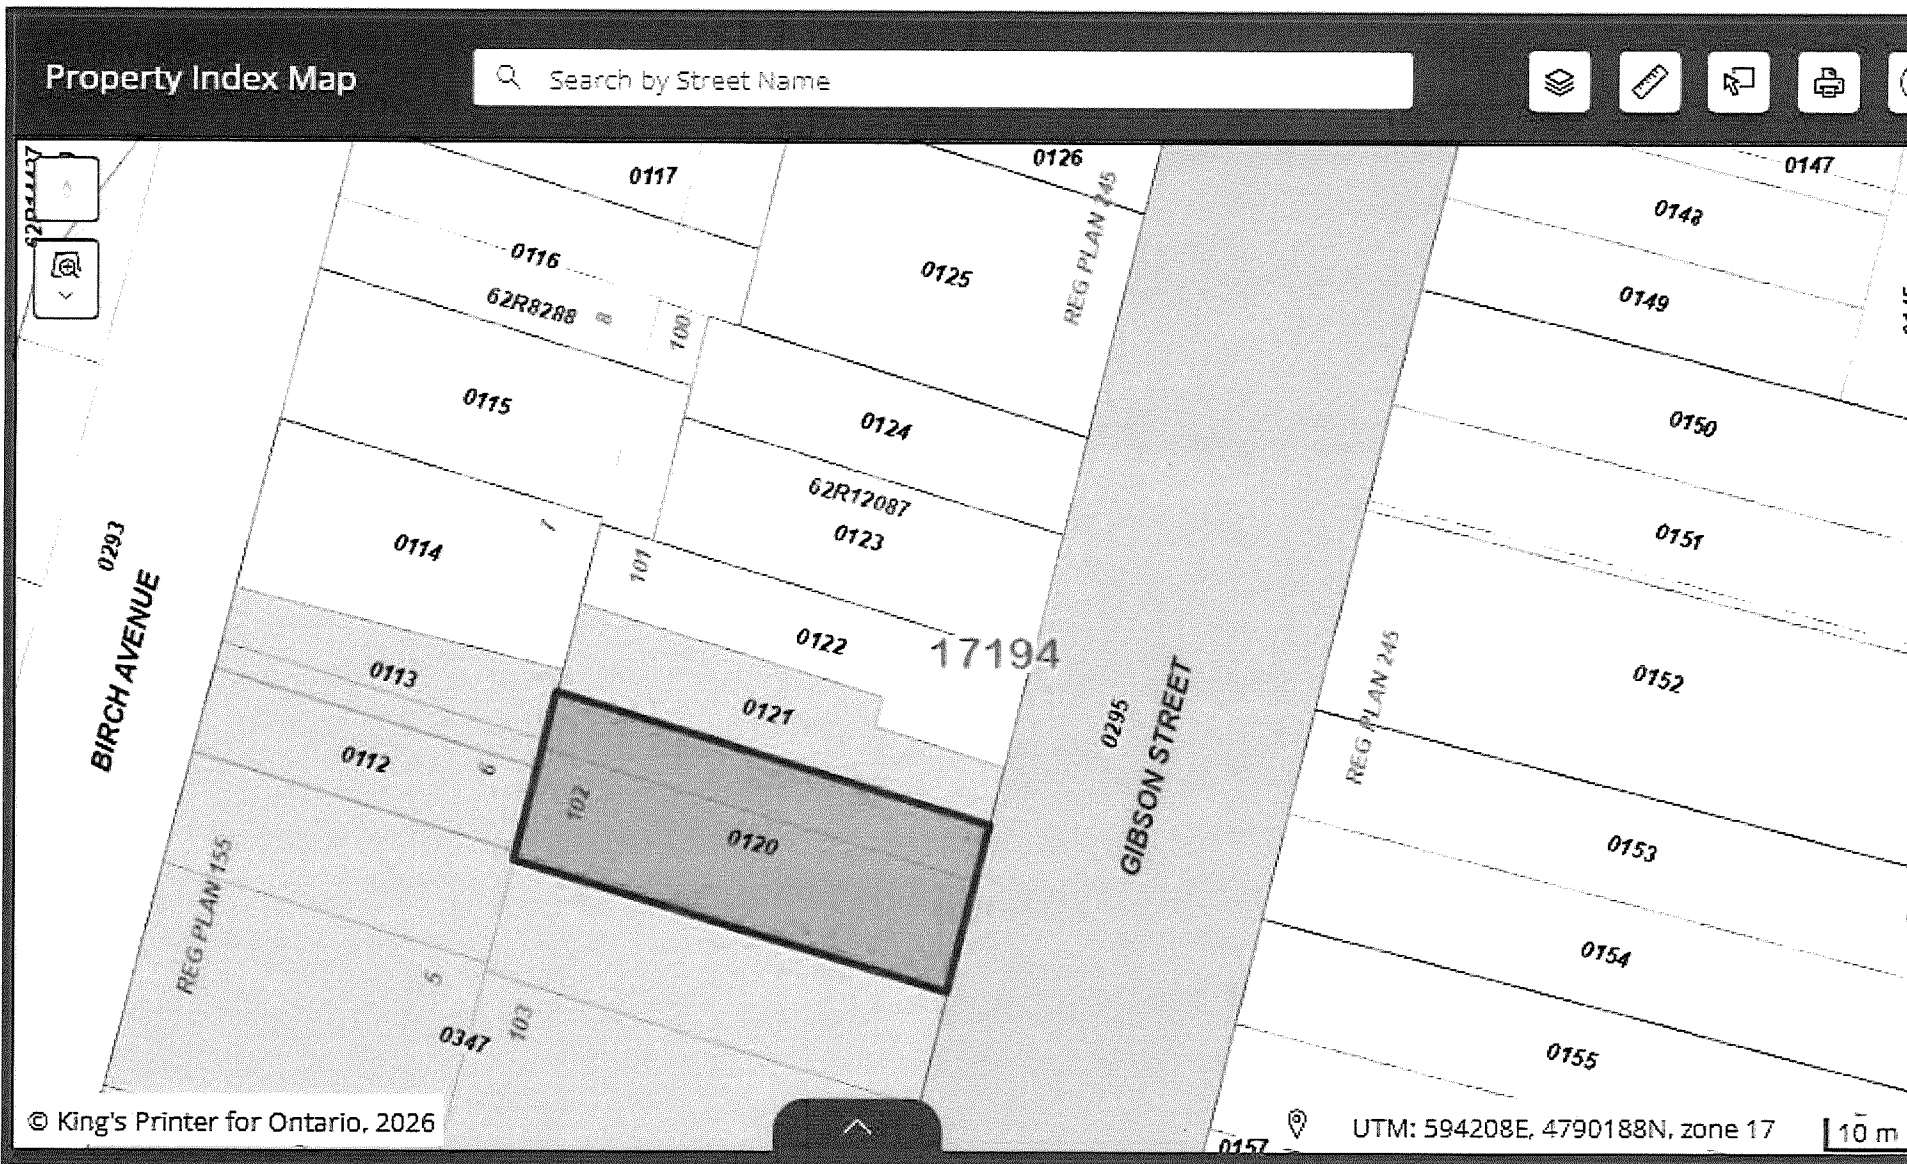 Property Index Map
Search by Street Name
0117
0126
0147
0116
0125
REG PLAN 245
0148
62R8288
8
100
0149
0115
0124
0150
62R12087
0123
0293
BIRCH AVENUE
0114
7
101
0151
0122
17194
0113
0121
0295
GIBSON STREET
REG PLAN 245
0152
0112
6
102
0120
0153
REG PLAN 155
5
0154
0347
103
0155
© King's Printer for Ontario, 2026
UTM: 594208E, 4790188N, zone 17
10 m
0157